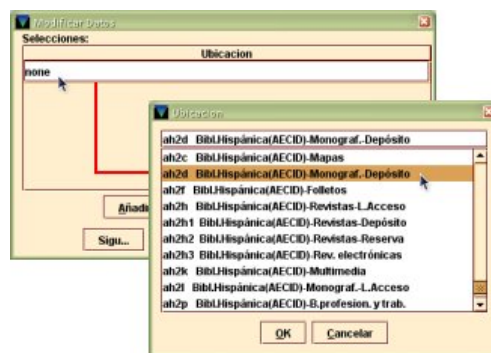 Modificar Datos
Selecciones:
Ubicacion
none
Añadi
Sigu...
Ubicacion
ah2d Bibl.Hispánica(AECID)-Monograf.-Depósito
ah2c Bibl.Hispánica(AECID)-Mapas
ah2d Bibl.Hispánica(AECID)-Monograf.-Depósito
ah2f Bibl.Hispánica(AECID)-Folletos
ah2h Bibl.Hispánica(AECID)-Revistas-L.Acceso
ah2h1 Bibl.Hispánica(AECID)-Revistas-Depósito
ah2h2 Bibl.Hispánica(AECID)-Revistas-Reserva
ah2h3 Bibl.Hispánica(AECID)-Rev. electrónicas
ah2k Bibl.Hispánica(AECID)-Multimedia
ah2l Bibl.Hispánica(AECID)-Monograf.-L.Acceso
ah2p Bibl.Hispánica(AECID)-B.profesion. y trab.
OK Cancelar